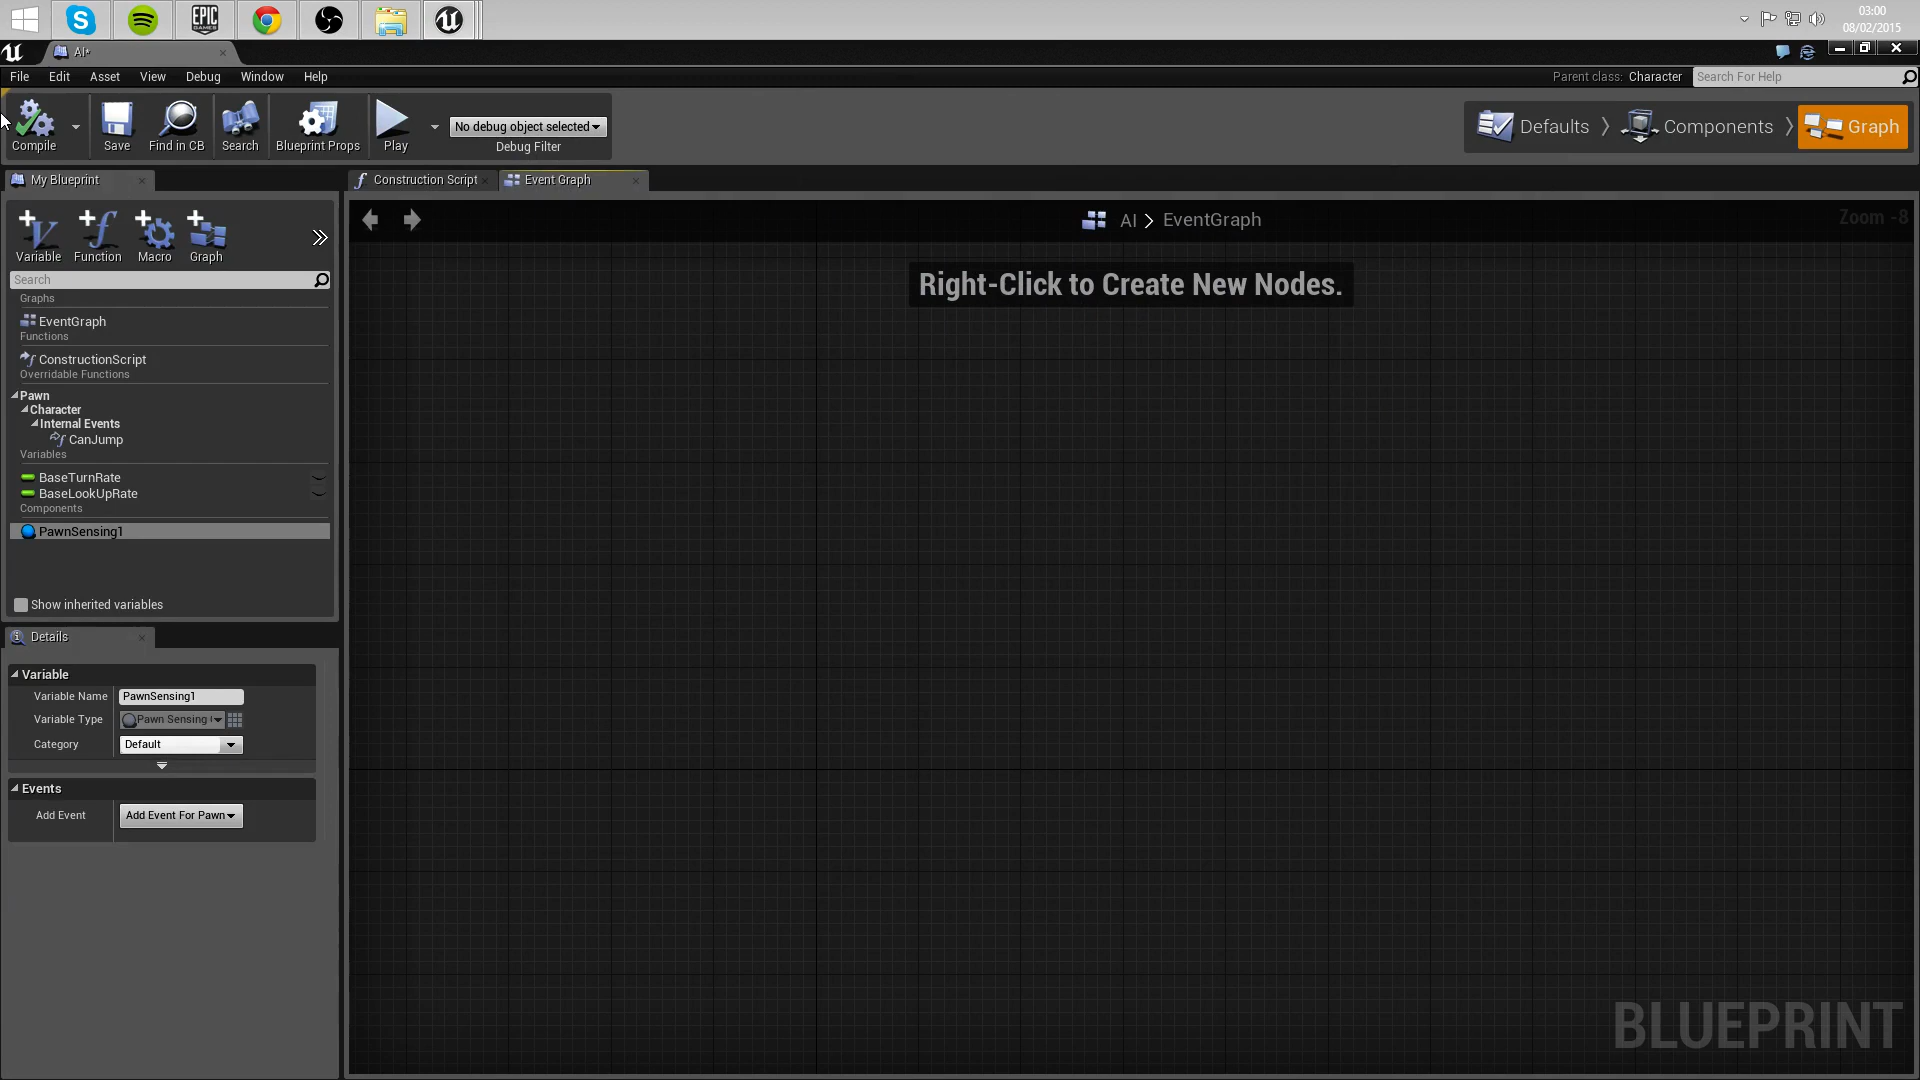 EPIC
GAMES
03:00
08/02/2015
AI*
File Edit Asset View Debug Window Help
Parent class: Character
Search For Help
Compile
Save
Find in CB
Search
Blueprint Props
Play
No debug object selected
Debug Filter
Defaults
Components
Graph
My Blueprint
Construction Script
Event Graph
Variable
Function
Macro
Graph
AI > EventGraph
Zoom -8
Right-Click to Create New Nodes.
Search
Graphs
EventGraph
Functions
ConstructionScript
Overridable Functions
Pawn
Character
Internal Events
CanJump
Variables
BaseTurnRate
BaseLookUpRate
Components
PawnSensing1
Show inherited variables
Details
Variable
Variable Name PawnSensing1
Variable Type Pawn Sensing
Category Default
Events
Add Event Add Event For Pawn
BLUEPRINT